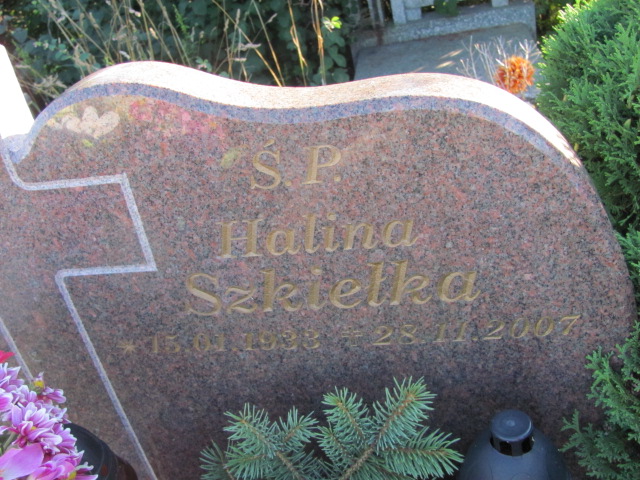 Ś.P.
Halina
Szkiełka
* 15.01.1933 † 28.11.2007